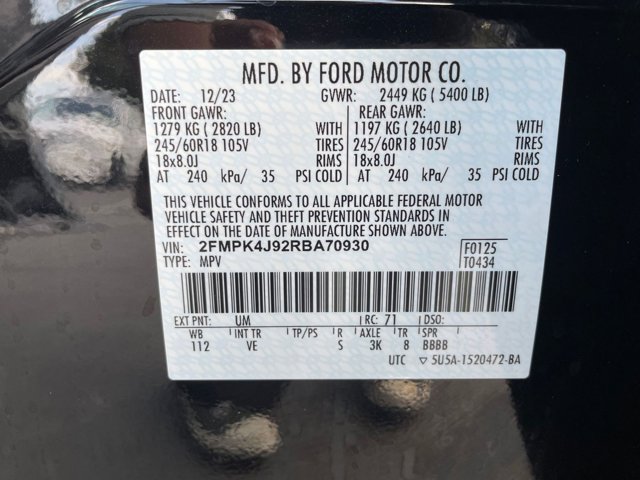 MFD. BY FORD MOTOR CO.
DATE: 12/23 GVWR: 2449 KG ( 5400 LB)
FRONT GAWR: REAR GAWR:
1279 KG ( 2820 LB) WITH 1197 KG ( 2640 LB) WITH
245/60R18 105V TIRES 245/60R18 105V TIRES
18x8.0J RIMS 18x8.0J RIMS
AT 240 kPa/ 35 PSI COLD AT 240 kPa/ 35 PSI COLD
THIS VEHICLE CONFORMS TO ALL APPLICABLE FEDERAL MOTOR
VEHICLE SAFETY AND THEFT PREVENTION STANDARDS IN
EFFECT ON THE DATE OF MANUFACTURE SHOWN ABOVE.
VIN: 2FMPK4J92RBA70930 F0125
TYPE: MPV T0434
EXT PNT: UM RC: 71 DSO:
WB INT TR TP/PS R AXLE TR SPR
112 VE S 3K 8 BBBB
UTC ▽ 5U5A-1520472-BA